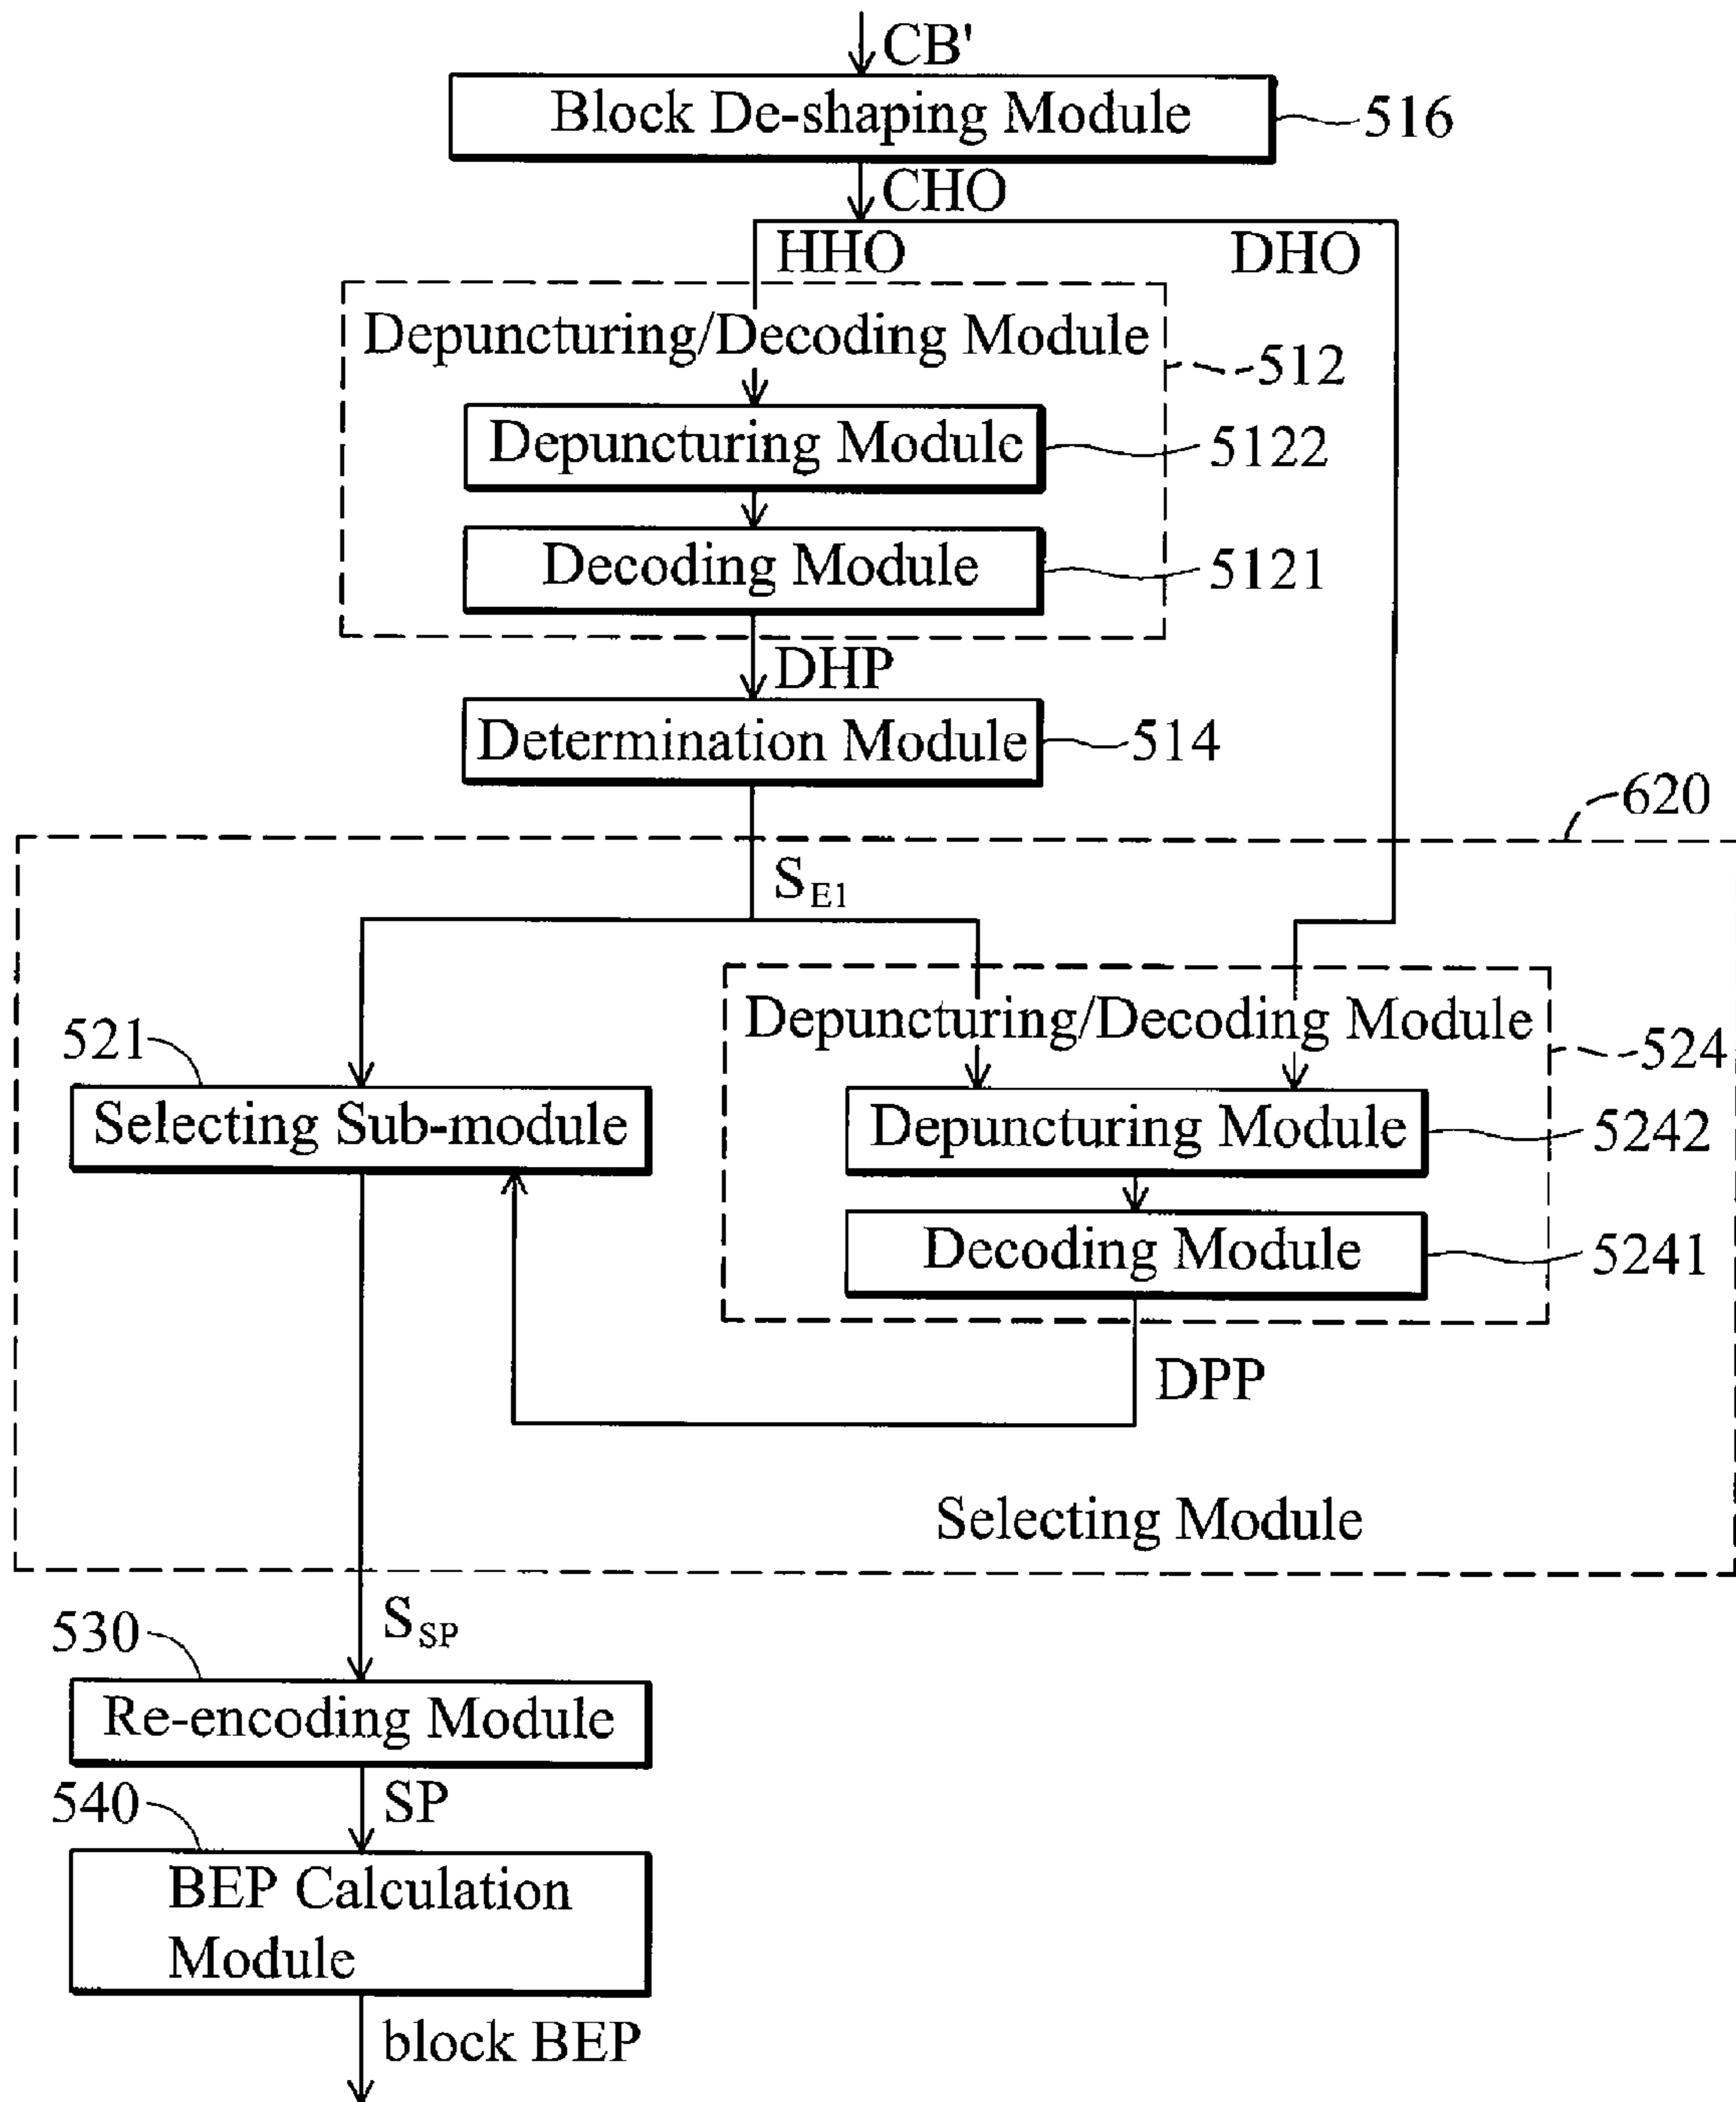 CB'
Block De-shaping Module
516
CHO
HHO
DHO
Depuncturing/Decoding Module
512
Depuncturing Module
5122
Decoding Module
5121
DHP
Determination Module
514
620
S_E1
Depuncturing/Decoding Module
524
521
Selecting Sub-module
Depuncturing Module
5242
Decoding Module
5241
DPP
Selecting Module
S_SP
530
Re-encoding Module
SP
540
BEP Calculation
Module
block BEP